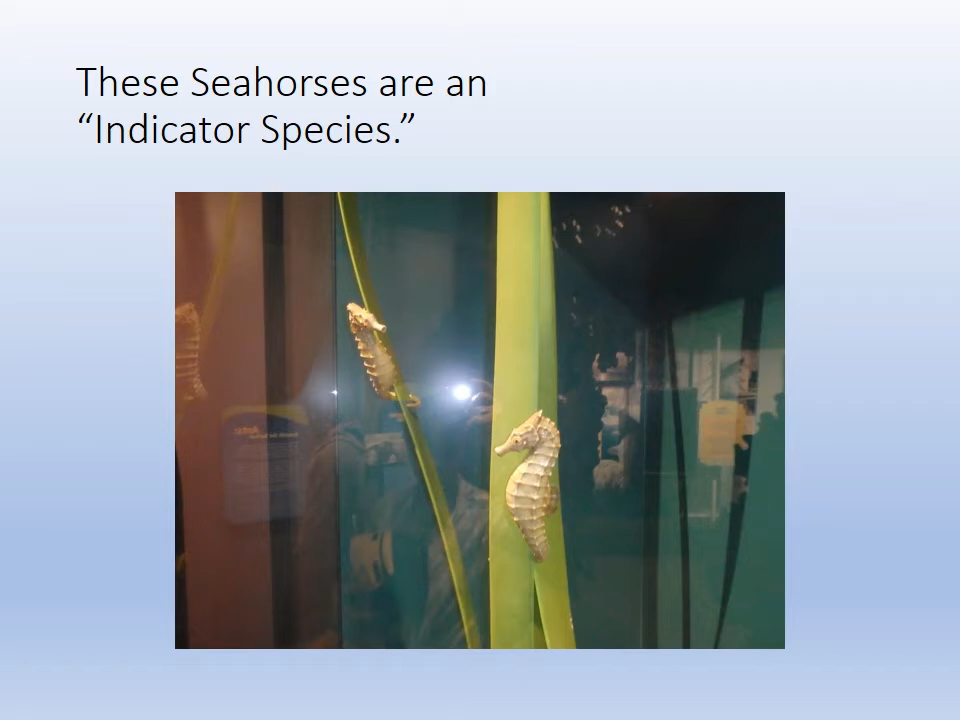 These Seahorses are an
“Indicator Species.”